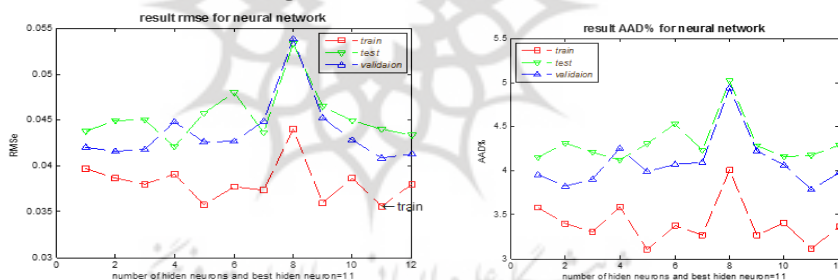 result rmse for neural network
0.055
0.05
0.045
0.04
0.035
0.03
RMSe
0
2
4
6
8
10
12
train
test
validaion
train
number of hiden neurons and best hiden neuron=11
result AAD% for neural network
5.5
5
4.5
4
3.5
3
AAD%
0
2
4
6
8
10
12
train
test
validaion
number of hiden neurons and best hiden neuron=11